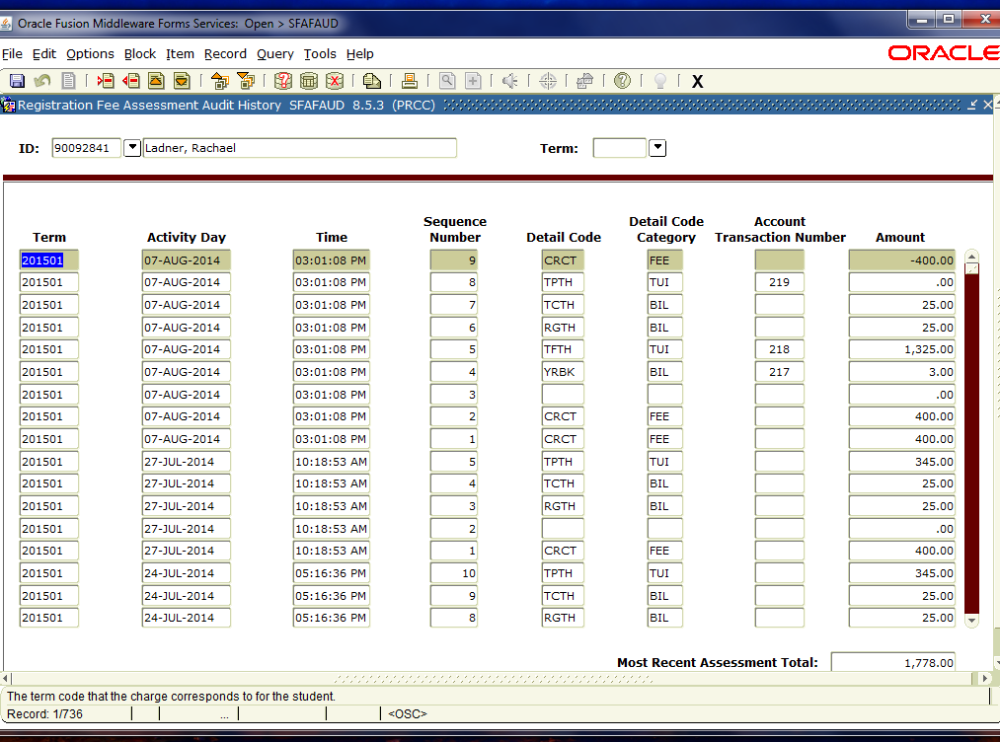 Oracle Fusion Middleware Forms Services: Open > SFAFAUD
File Edit Options Block Item Record Query Tools Help
ORACLE
X
Registration Fee Assessment Audit History SFAFAUD 8.5.3 (PRCC)
ID: 90092841 Ladner, Rachael Term:
Sequence Detail Code Account
Term Activity Day Time Number Detail Code Category Transaction Number Amount
201501 07-AUG-2014 03:01:08 PM 9 CRCT FEE -400.00
201501 07-AUG-2014 03:01:08 PM 8 TPTH TUI 219 .00
201501 07-AUG-2014 03:01:08 PM 7 TCTH BIL 25.00
201501 07-AUG-2014 03:01:08 PM 6 RGTH BIL 25.00
201501 07-AUG-2014 03:01:08 PM 5 TFTH TUI 218 1,325.00
201501 07-AUG-2014 03:01:08 PM 4 YRBK BIL 217 3.00
201501 07-AUG-2014 03:01:08 PM 3 .00
201501 07-AUG-2014 03:01:08 PM 2 CRCT FEE 400.00
201501 07-AUG-2014 03:01:08 PM 1 CRCT FEE 400.00
201501 27-JUL-2014 10:18:53 AM 5 TPTH TUI 345.00
201501 27-JUL-2014 10:18:53 AM 4 TCTH BIL 25.00
201501 27-JUL-2014 10:18:53 AM 3 RGTH BIL 25.00
201501 27-JUL-2014 10:18:53 AM 2 .00
201501 27-JUL-2014 10:18:53 AM 1 CRCT FEE 400.00
201501 24-JUL-2014 05:16:36 PM 10 TPTH TUI 345.00
201501 24-JUL-2014 05:16:36 PM 9 TCTH BIL 25.00
201501 24-JUL-2014 05:16:36 PM 8 RGTH BIL 25.00
Most Recent Assessment Total: 1,778.00
The term code that the charge corresponds to for the student.
Record: 1/736 ... <OSC>